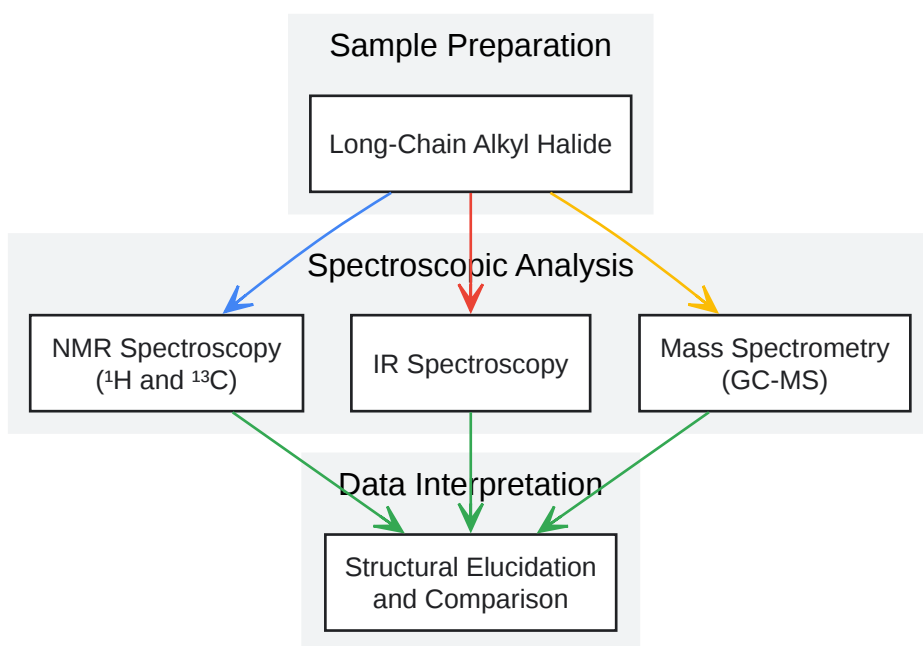 Sample Preparation
Long-Chain Alkyl Halide
Spectroscopic Analysis
NMR Spectroscopy
(¹H and ¹³C)
IR Spectroscopy
Mass Spectrometry
(GC-MS)
Data Interpretation
Structural Elucidation
and Comparison